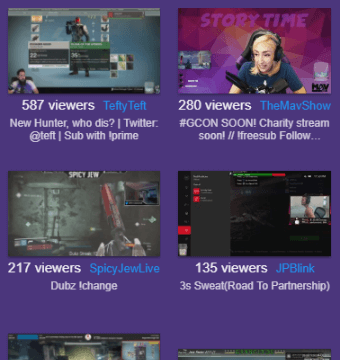 STORY TIME
MAV
587 viewers TeftyTeft
280 viewers TheMavShow
New Hunter, who dis? | Twitter:
@teft | Sub with !prime
#GCON SOON! Charity stream
soon! // !freesub Follow…
SPICY JEW
217 viewers SpicyJewLive
135 viewers JPBlink
Dubz !change
3s Sweat(Road To Partnership)